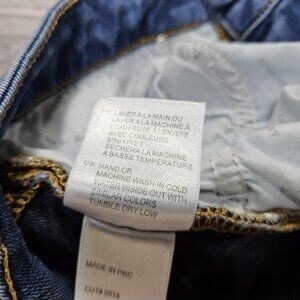 FR: LAVER A LA MAIN OU
LAVER A LA MACHINE A
L'EAU FROIDE A L'ENVERS
AVEC COULEURS
SIMILAIRES
SECHER A LA MACHINE
A BASSE TEMPERATURE
US: HAND OR
MACHINE WASH IN COLD
WATER INSIDE OUT WITH
SIMILAR COLORS
TUMBLE DRY LOW
MADE IN PRC
CUT# 2016